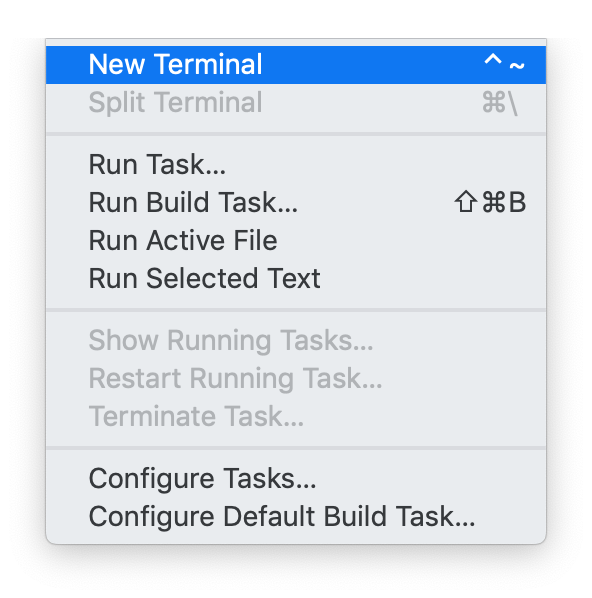 New Terminal ^~
Split Terminal ⌘\
Run Task...
Run Build Task... ⇧⌘B
Run Active File
Run Selected Text
Show Running Tasks...
Restart Running Task...
Terminate Task...
Configure Tasks...
Configure Default Build Task...